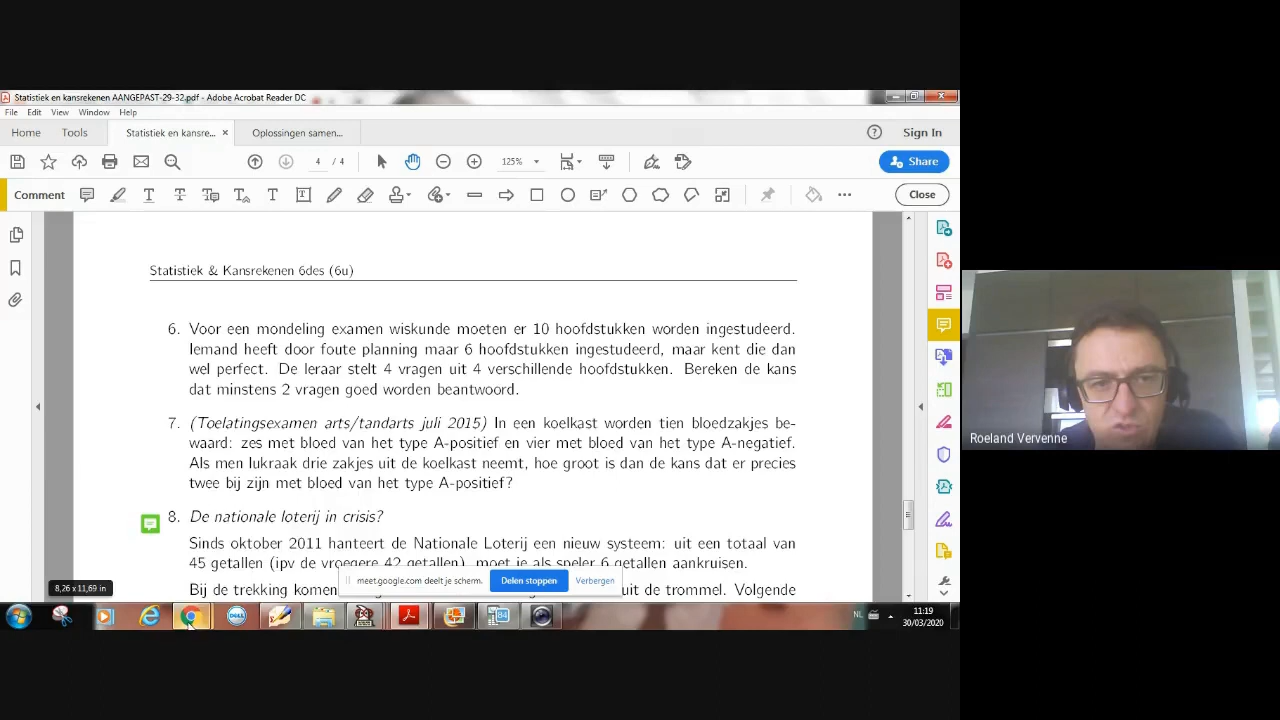 Statistiek en kansrekenen AANGEPAST-29-32.pdf - Adobe Acrobat Reader DC
File Edit View Window Help
Home Tools Statistiek en kansre... × Oplossingen samen... Sign In
4 / 4 125% Share
Comment Close
Statistiek & Kansrekenen 6des (6u)
6. Voor een mondeling examen wiskunde moeten er 10 hoofdstukken worden ingestudeerd.
Iemand heeft door foute planning maar 6 hoofdstukken ingestudeerd, maar kent die dan
wel perfect. De leraar stelt 4 vragen uit 4 verschillende hoofdstukken. Bereken de kans
dat minstens 2 vragen goed worden beantwoord.
7. (Toelatingsexamen arts/tandarts juli 2015) In een koelkast worden tien bloedzakjes be-
waard: zes met bloed van het type A-positief en vier met bloed van het type A-negatief.
Als men lukraak drie zakjes uit de koelkast neemt, hoe groot is dan de kans dat er precies
twee bij zijn met bloed van het type A-positief?
8. De nationale loterij in crisis?
Sinds oktober 2011 hanteert de Nationale Loterij een nieuw systeem: uit een totaal van
45 getallen (ipv de vroegere 42 getallen), moet je als speler 6 getallen aankruisen.
Bij de trekking komen uit de trommel. Volgende
8,26 x 11,69 in
meet.google.com deelt je scherm. Delen stoppen Verbergen
NL 11:19
30/03/2020
Roeland Vervenne